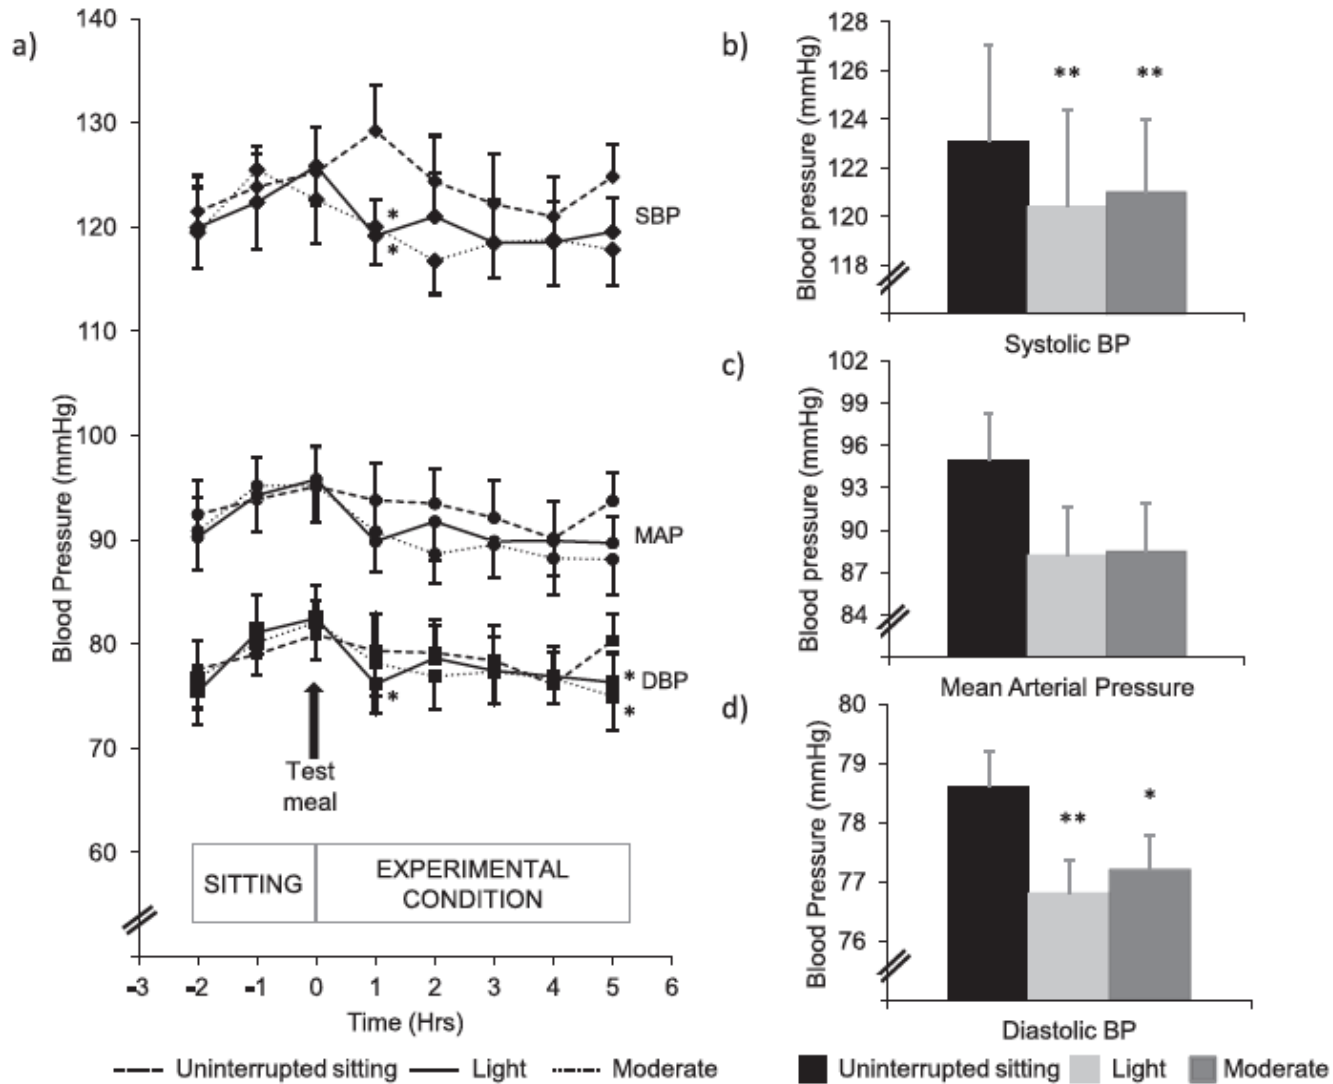 a)
140
130
120
110
100
90
80
70
60
Blood Pressure (mmHg)
SBP
*
*
MAP
DBP
*
*
*
Test
meal
SITTING
EXPERIMENTAL
CONDITION
-3 -2 -1 0 1 2 3 4 5 6
Time (Hrs)
Uninterrupted sitting Light Moderate
b)
128
126
124
122
120
118
Blood pressure (mmHg)
** **
Systolic BP
c)
102
99
96
93
90
87
84
Blood pressure (mmHg)
Mean Arterial Pressure
d)
80
79
78
77
76
Blood Pressure (mmHg)
** *
Diastolic BP
Uninterrupted sitting Light Moderate